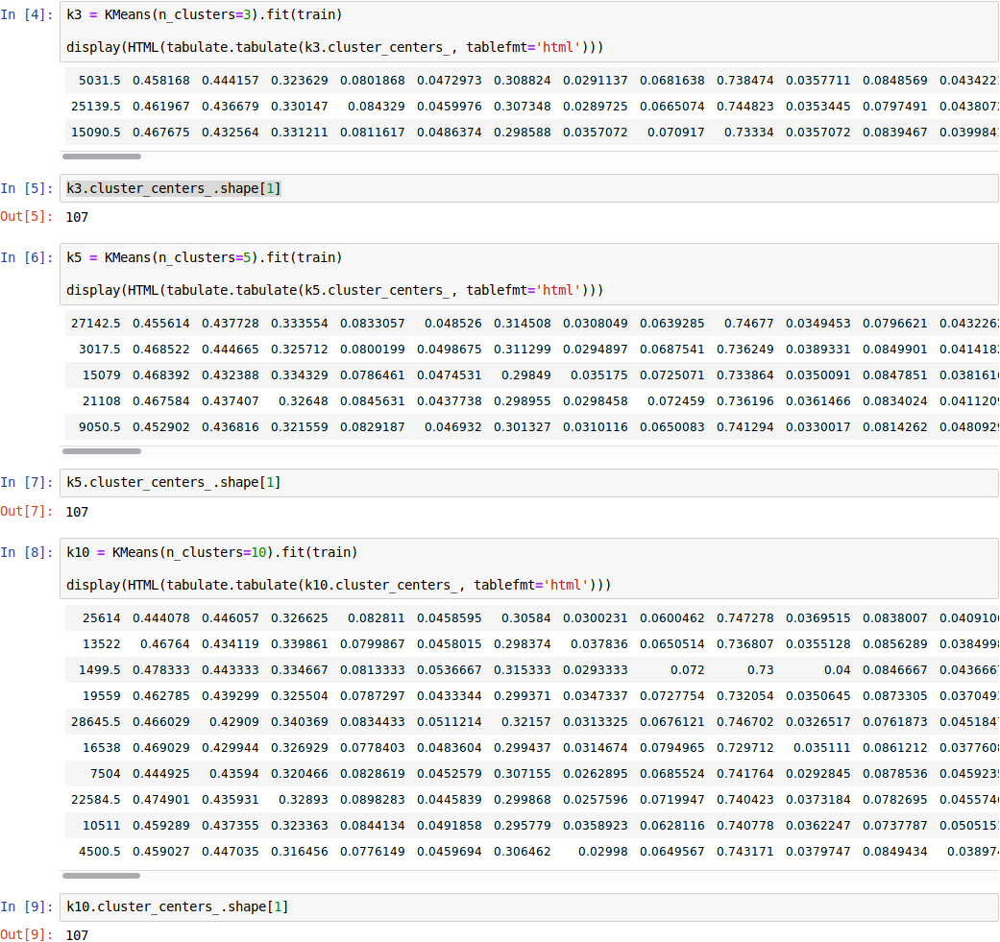 In [4]: k3 = KMeans(n_clusters=3).fit(train)
display(HTML(tabulate.tabulate(k3.cluster_centers_, tablefmt='html')))
5031.5 0.458168 0.444157 0.323629 0.0801868 0.0472973 0.308824 0.0291137 0.0681638 0.738474 0.0357711 0.0848569 0.043422
25139.5 0.461967 0.436679 0.330147 0.084329 0.0459976 0.307348 0.0289725 0.0665074 0.744823 0.0353445 0.0797491 0.043807
15090.5 0.467675 0.432564 0.331211 0.0811617 0.0486374 0.298588 0.0357072 0.070917 0.73334 0.0357072 0.0839467 0.039984
In [5]: k3.cluster_centers_.shape[1]
Out[5]: 107
In [6]: k5 = KMeans(n_clusters=5).fit(train)
display(HTML(tabulate.tabulate(k5.cluster_centers_, tablefmt='html')))
27142.5 0.455614 0.437728 0.333554 0.0833057 0.048526 0.314508 0.0308049 0.0639285 0.74677 0.0349453 0.0796621 0.043226
3017.5 0.468522 0.444665 0.325712 0.0800199 0.0498675 0.311299 0.0294897 0.0687541 0.736249 0.0389331 0.0849901 0.041418
15079 0.468392 0.432388 0.334329 0.0786461 0.0474531 0.29849 0.035175 0.0725071 0.733864 0.0350091 0.0847851 0.038161
21108 0.467584 0.437407 0.32648 0.0845631 0.0437738 0.298955 0.0298458 0.072459 0.736196 0.0361466 0.0834024 0.041120
9050.5 0.452902 0.436816 0.321559 0.0829187 0.046932 0.301327 0.0310116 0.0650083 0.741294 0.0330017 0.0814262 0.048092
In [7]: k5.cluster_centers_.shape[1]
Out[7]: 107
In [8]: k10 = KMeans(n_clusters=10).fit(train)
display(HTML(tabulate.tabulate(k10.cluster_centers_, tablefmt='html')))
25614 0.444078 0.446057 0.326625 0.082811 0.0458595 0.30584 0.0300231 0.0600462 0.747278 0.0369515 0.0838007 0.040910
13522 0.46764 0.434119 0.339861 0.0799867 0.0458015 0.298374 0.037836 0.0650514 0.736807 0.0355128 0.0856289 0.038499
1499.5 0.478333 0.443333 0.334667 0.0813333 0.0536667 0.315333 0.0293333 0.072 0.73 0.04 0.0846667 0.043666
19559 0.462785 0.439299 0.325504 0.0787297 0.0433344 0.299371 0.0347337 0.0727754 0.732054 0.0350645 0.0873305 0.037049
28645.5 0.466029 0.42909 0.340369 0.0834433 0.0511214 0.32157 0.0313325 0.0676121 0.746702 0.0326517 0.0761873 0.045184
16538 0.469029 0.429944 0.326929 0.0778403 0.0483604 0.299437 0.0314674 0.0794965 0.729712 0.035111 0.0861212 0.037760
7504 0.444925 0.43594 0.320466 0.0828619 0.0452579 0.307155 0.0262895 0.0685524 0.741764 0.0292845 0.0878536 0.045923
22584.5 0.474901 0.435931 0.32893 0.0898283 0.0445839 0.299868 0.0257596 0.0719947 0.740423 0.0373184 0.0782695 0.045574
10511 0.459289 0.437355 0.323363 0.0844134 0.0491858 0.295779 0.0358923 0.0628116 0.740778 0.0362247 0.0737787 0.050515
4500.5 0.459027 0.447035 0.316456 0.0776149 0.0459694 0.306462 0.02998 0.0649567 0.743171 0.0379747 0.0849434 0.03897
In [9]: k10.cluster_centers_.shape[1]
Out[9]: 107